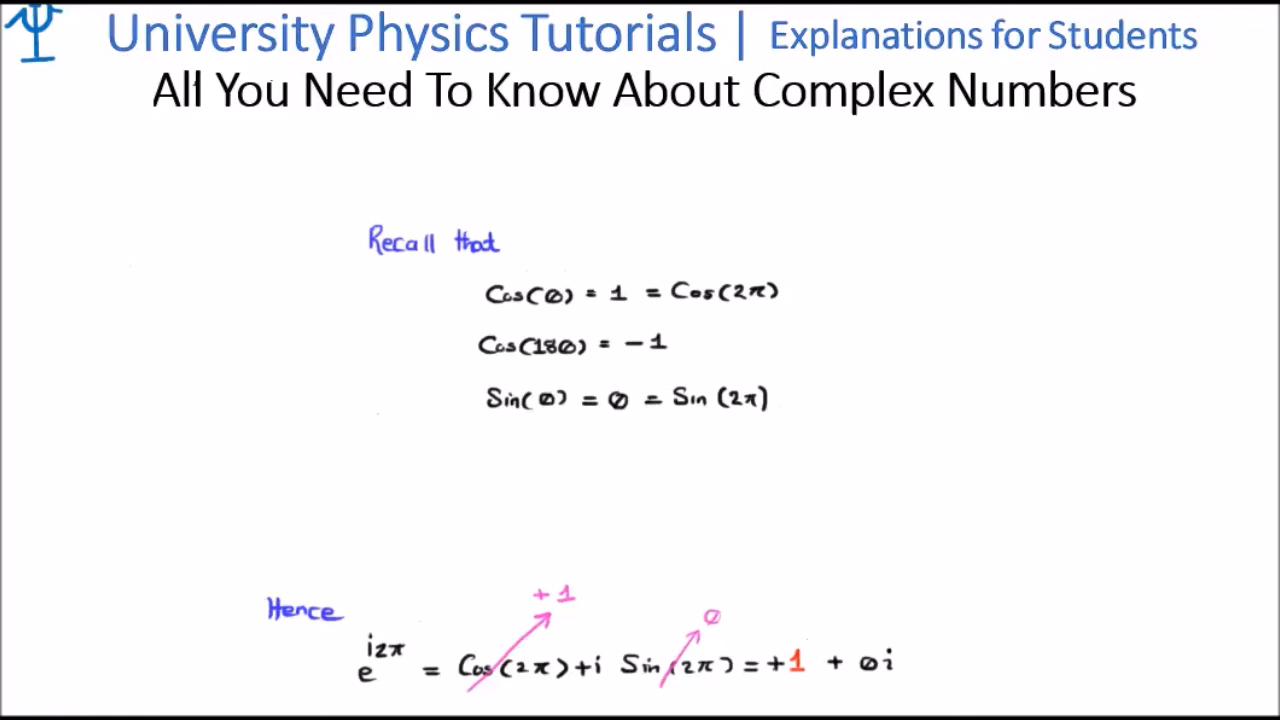 University Physics Tutorials | Explanations for Students
All You Need To Know About Complex Numbers
Recall that
Cos(0) = 1 = Cos(2π)
Cos(180) = -1
Sin(0) = 0 = Sin (2π)
+1
0
Hence
e^{i2π} = Cos(2π)+i Sin(2π) = +1 + 0i